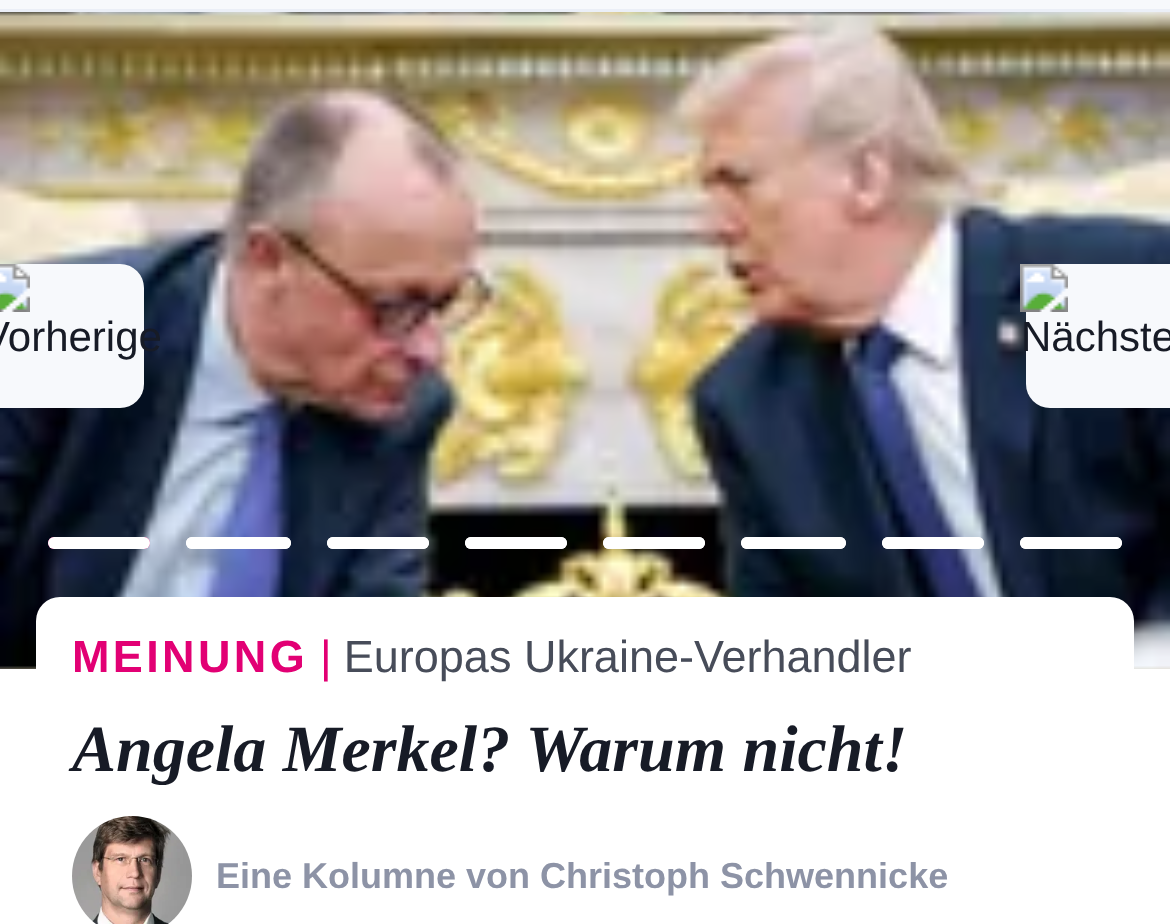 Vorherige
Nächste
MEINUNG | Europas Ukraine-Verhandler
Angela Merkel? Warum nicht!
Eine Kolumne von Christoph Schwennicke